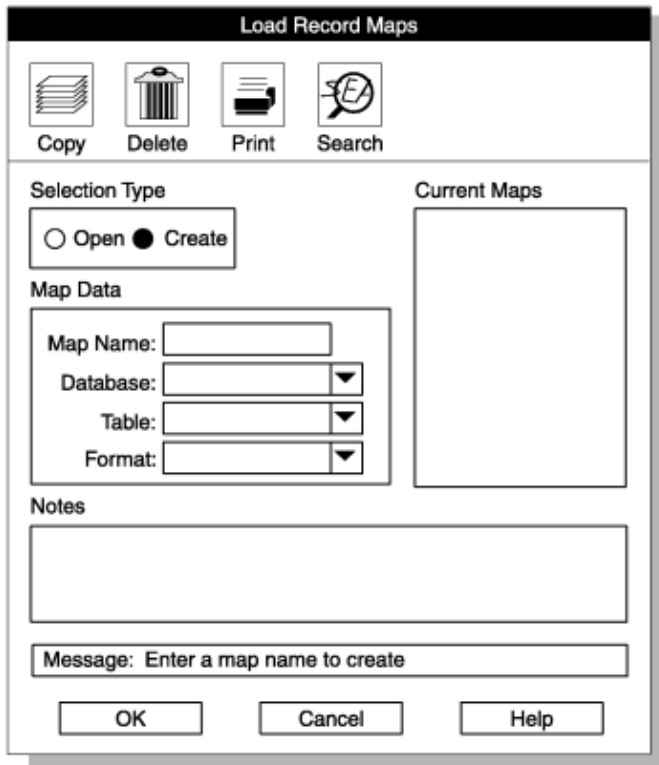 Load Record Maps
SEA
Copy Delete Print Search
Selection Type Current Maps
Open Create
Map Data
Map Name:
Database:
Table:
Format:
Notes
Message: Enter a map name to create
OK Cancel Help